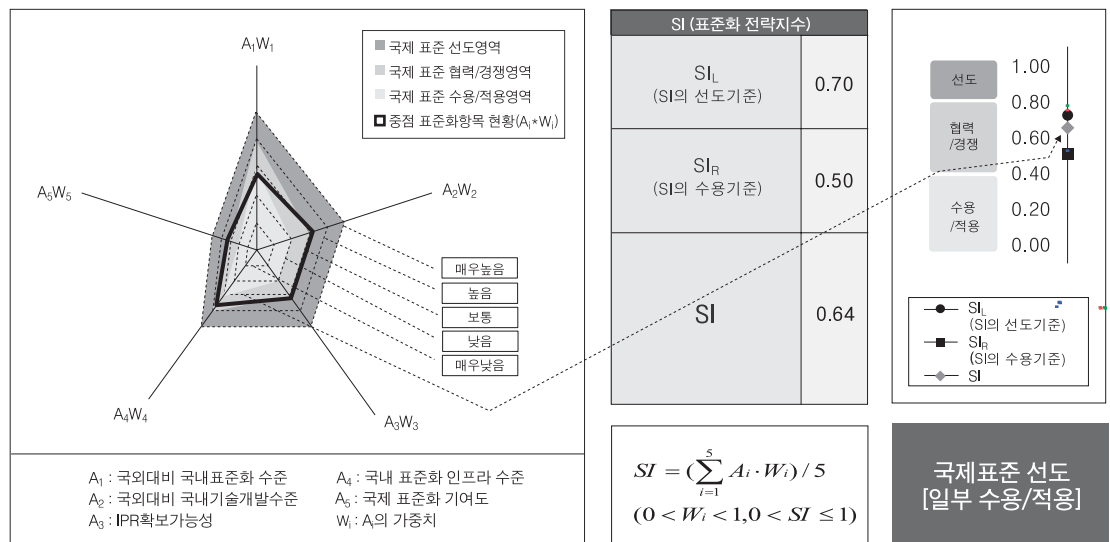 A₁W₁
국제 표준 선도영역
국제 표준 협력/경쟁영역
국제 표준 수용/적용영역
중점 표준화항목 현황(Aᵢ*Wᵢ)
A₅W₅
A₂W₂
매우높음
높음
보통
낮음
매우낮음
A₄W₄
A₃W₃
A₁ : 국외대비 국내표준화 수준
A₂ : 국외대비 국내기술개발수준
A₃ : IPR확보가능성
A₄ : 국내 표준화 인프라 수준
A₅ : 국제 표준화 기여도
Wᵢ : Aᵢ의 가중치
SI (표준화 전략지수)
SI_L
(SI의 선도기준)
0.70
SI_R
(SI의 수용기준)
0.50
SI
0.64
SI = (∑_{i=1}^{5} Aᵢ · Wᵢ) / 5
(0 < Wᵢ < 1,0 < SI ≤ 1)
선도
협력
/경쟁
수용
/적용
1.00
0.80
0.60
0.40
0.20
0.00
SI_L
(SI의 선도기준)
SI_R
(SI의 수용기준)
SI
국제표준 선도
[일부 수용/적용]